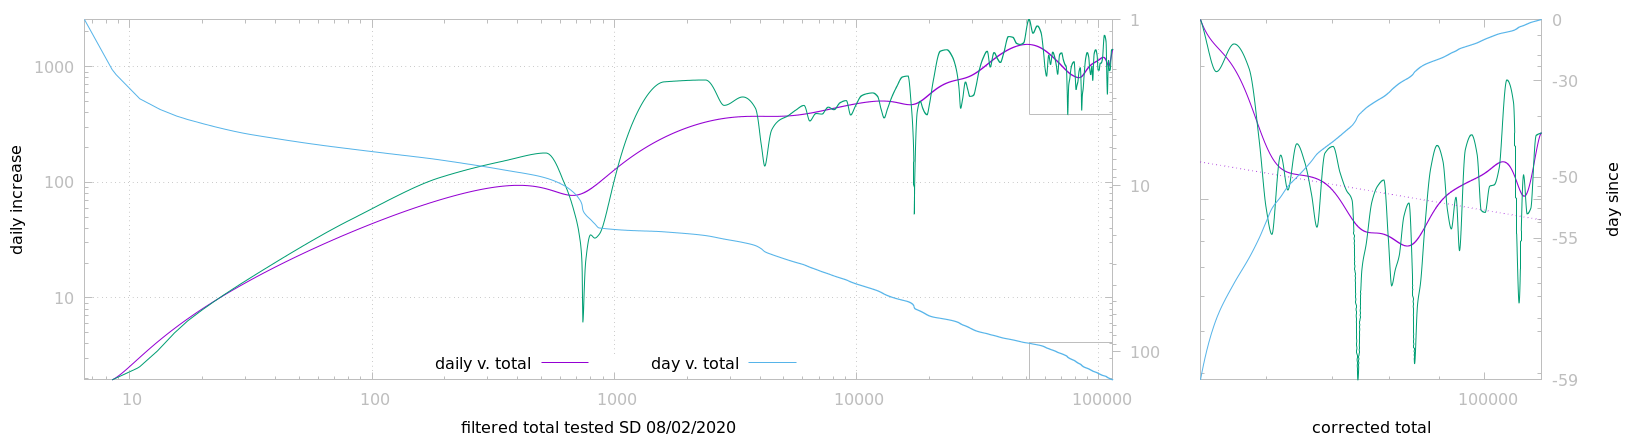 daily increase
1000
100
10
10
100
1000
10000
100000
1
10
100
daily v. total
day v. total
filtered total tested SD 08/02/2020
0
-30
-50
-55
-59
day since
100000
corrected total